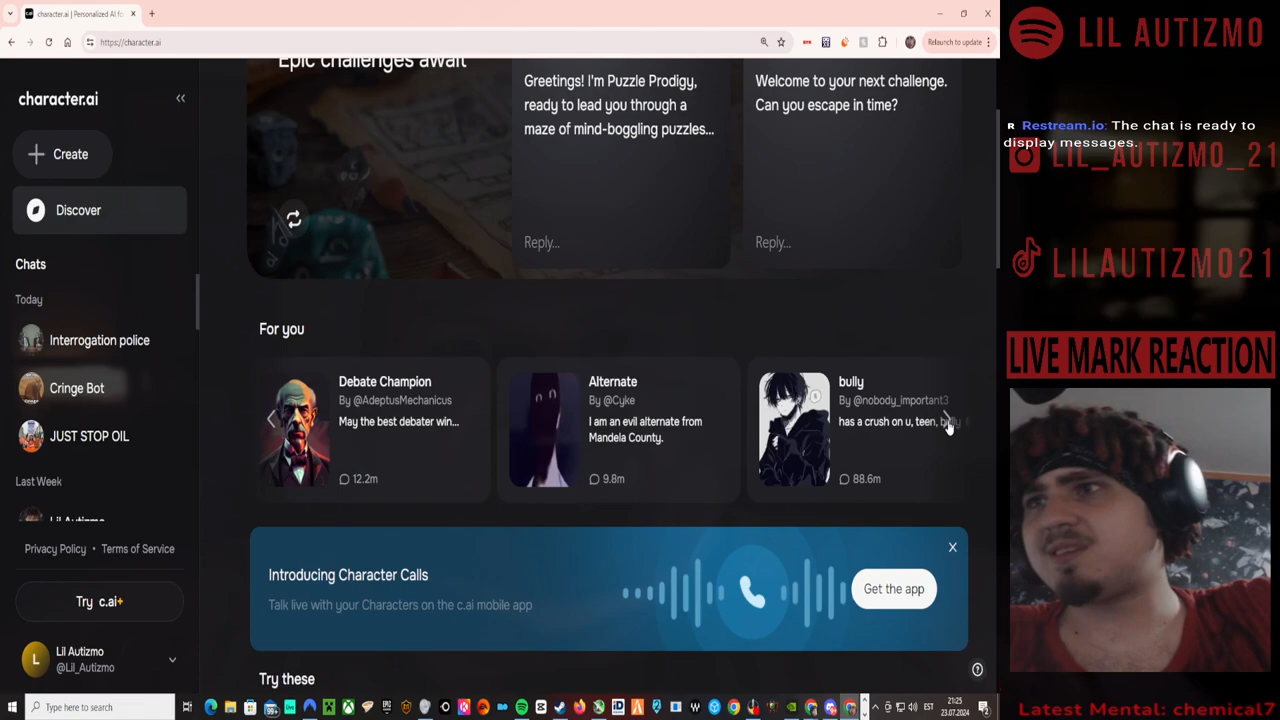 character.ai | Personalized AI fo
https://character.ai
Relaunch to update
character.ai
Create
Discover
Chats
Today
Interrogation police
Cringe Bot
JUST STOP OIL
Last Week
Lil Autizmo
Privacy Policy • Terms of Service
Try c.ai+
L
Lil Autizmo
@Lil_Autizmo
Epic challenges await
Greetings! I'm Puzzle Prodigy,
ready to lead you through a
maze of mind-boggling puzzles...
Reply...
Welcome to your next challenge.
Can you escape in time?
Reply...
For you
Debate Champion
By @AdeptusMechanicus
May the best debater win...
12.2m
Alternate
By @Cyke
I am an evil alternate from
Mandela County.
9.8m
bully
By @nobody_important3
has a crush on u, teen, bully
88.6m
Introducing Character Calls
Talk live with your Characters on the c.ai mobile app
Get the app
Try these
Type here to search
99+
EST
21:25
23.07.2024
2
LIL AUTIZMO
R Restream.io: The chat is ready to
display messages.
LIL_AUTIZMO_21
LILAUTIZMO21
LIVE MARK REACTION
Latest Mental: chemical7